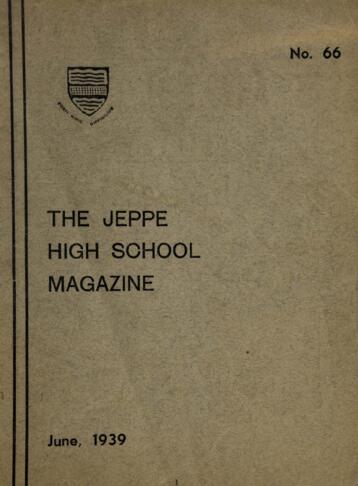 No. 66
THE JEPPE
HIGH SCHOOL
MAGAZINE
June, 1939